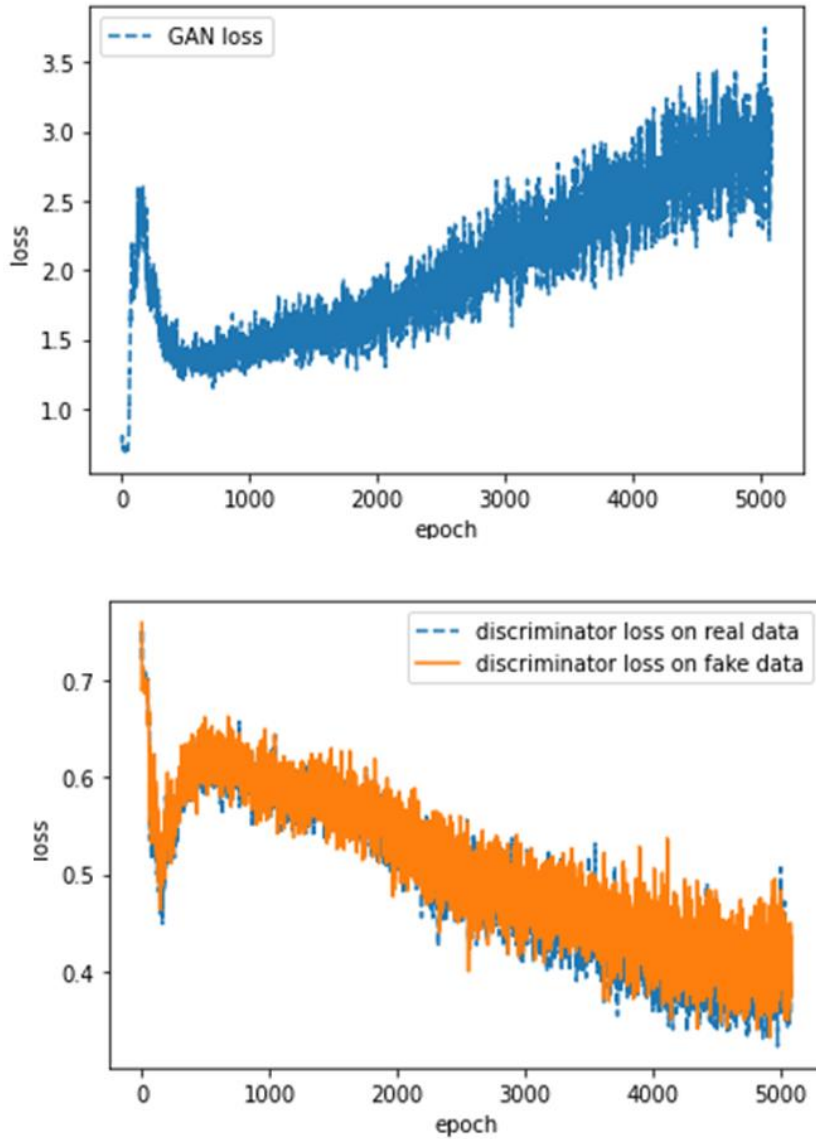 GAN loss
3.5
3.0
2.5
2.0
1.5
1.0
loss
0 1000 2000 3000 4000 5000
epoch
discriminator loss on real data
discriminator loss on fake data
0.7
0.6
0.5
0.4
loss
0 1000 2000 3000 4000 5000
epoch